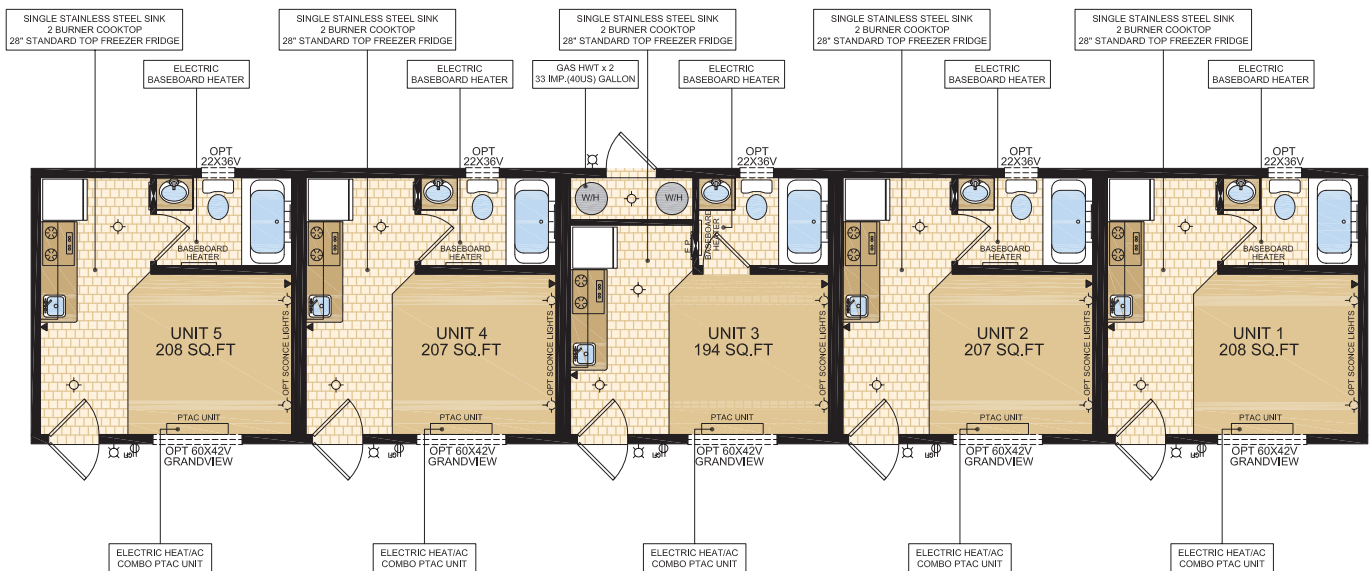 SINGLE STAINLESS STEEL SINK
2 BURNER COOKTOP
28" STANDARD TOP FREEZER FRIDGE
SINGLE STAINLESS STEEL SINK
2 BURNER COOKTOP
28" STANDARD TOP FREEZER FRIDGE
SINGLE STAINLESS STEEL SINK
2 BURNER COOKTOP
28" STANDARD TOP FREEZER FRIDGE
SINGLE STAINLESS STEEL SINK
2 BURNER COOKTOP
28" STANDARD TOP FREEZER FRIDGE
SINGLE STAINLESS STEEL SINK
2 BURNER COOKTOP
28" STANDARD TOP FREEZER FRIDGE
ELECTRIC
BASEBOARD HEATER
ELECTRIC
BASEBOARD HEATER
GAS HWT x 2
33 IMP.(40US) GALLON
ELECTRIC
BASEBOARD HEATER
ELECTRIC
BASEBOARD HEATER
ELECTRIC
BASEBOARD HEATER
OPT
22X36V
OPT
22X36V
OPT
22X36V
OPT
22X36V
OPT
22X36V
W/H
W/H
BASEBOARD
HEATER
BASEBOARD
HEATER
E.P.
BASEBOARD
HEATER
BASEBOARD
HEATER
BASEBOARD
HEATER
UNIT 5
208 SQ.FT
OPT SCONCE LIGHTS
UNIT 4
207 SQ.FT
OPT SCONCE LIGHTS
UNIT 3
194 SQ.FT
OPT SCONCE LIGHTS
UNIT 2
207 SQ.FT
OPT SCONCE LIGHTS
UNIT 1
208 SQ.FT
OPT SCONCE LIGHTS
PTAC UNIT
PTAC UNIT
PTAC UNIT
PTAC UNIT
PTAC UNIT
OPT 60X42V
GRANDVIEW
OPT 60X42V
GRANDVIEW
OPT 60X42V
GRANDVIEW
OPT 60X42V
GRANDVIEW
OPT 60X42V
GRANDVIEW
ELECTRIC HEAT/AC
COMBO PTAC UNIT
ELECTRIC HEAT/AC
COMBO PTAC UNIT
ELECTRIC HEAT/AC
COMBO PTAC UNIT
ELECTRIC HEAT/AC
COMBO PTAC UNIT
ELECTRIC HEAT/AC
COMBO PTAC UNIT